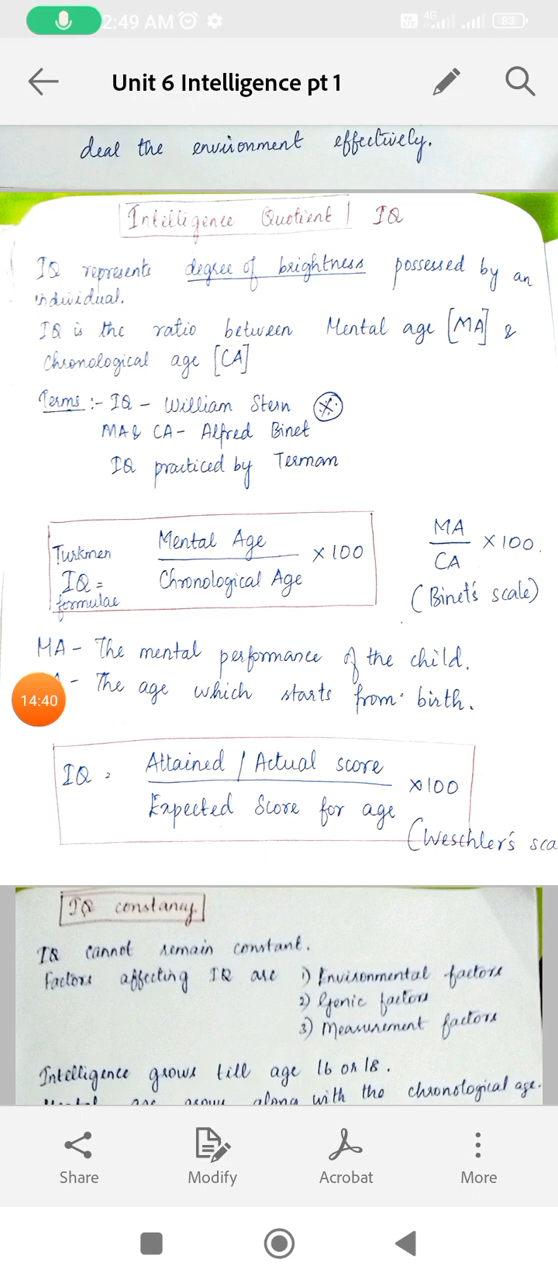 2:49 AM
4G
83
Unit 6 Intelligence pt 1
deal the environment effectively.
Intelligence Quotient | IQ
IQ represents degree of brightness possessed by an
individual.
IQ is the ratio between Mental age [MA] &
Chronological age [CA]
Terms :- IQ - William Stern
MA & CA - Alfred Binet
IQ practiced by Terman
Mental Age
Turkmen
IQ =
formulae
× 100
Chronological Age
MA
× 100.
CA
(Binet's scale)
MA - The mental performance of the child.
- The age which starts from birth.
14:40
IQ =
Attained / Actual score
×100
Expected Score for age
(Weschler's sca
IQ constancy.
IQ cannot remain constant.
Factors affecting IQ are 1) Environmental factors
2) Genic factors
3) Measurement factors
Intelligence grows till age 16 or 18.
along with the chronological age.
Share
Modify
Acrobat
More